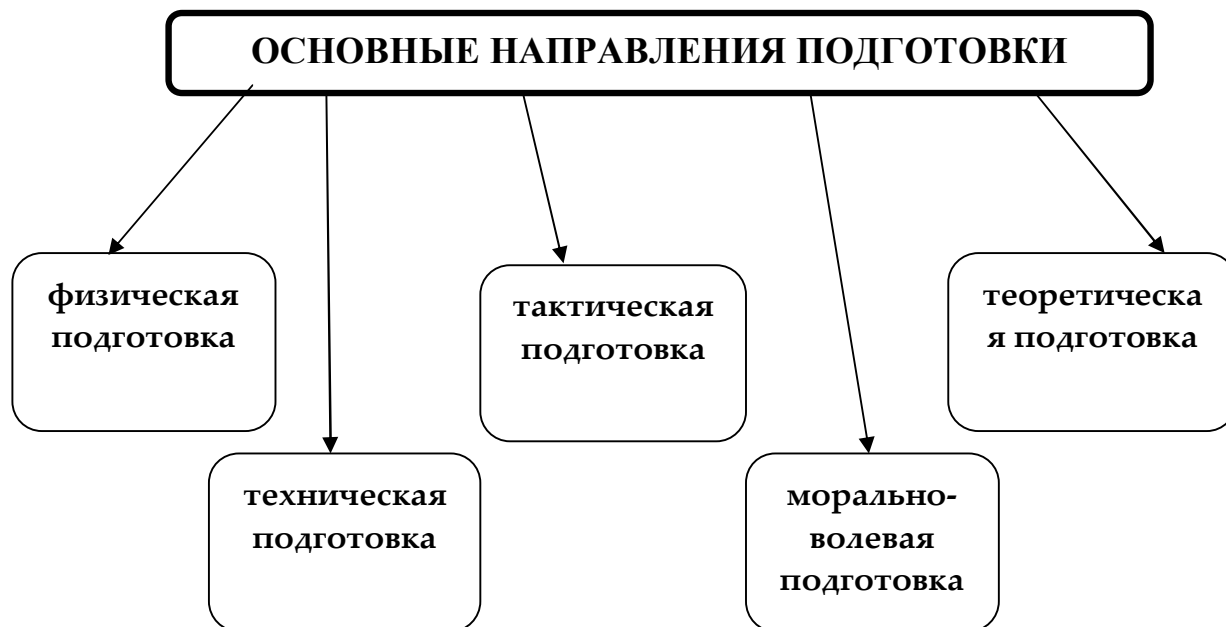 ОСНОВНЫЕ НАПРАВЛЕНИЯ ПОДГОТОВКИ
физическая
подготовка
техническая
подготовка
тактическая
подготовка
морально-
волевая
подготовка
теоретическа
я подготовка